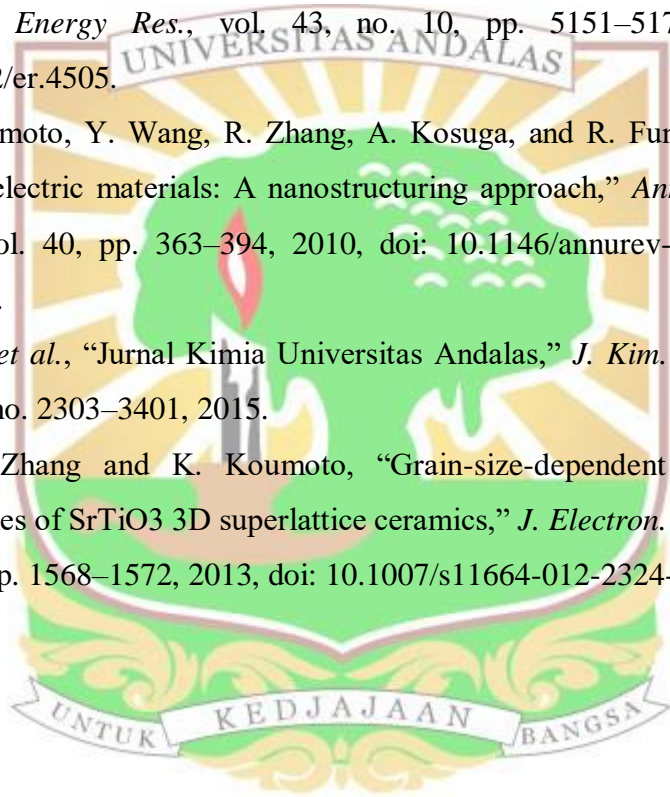 Energy Res., vol. 43, no. 10, pp. 5151–517
UNIVERSITAS ANDALAS
2/er.4505.
moto, Y. Wang, R. Zhang, A. Kosuga, and R. Fun
electric materials: A nanostructuring approach,” Ann
vol. 40, pp. 363–394, 2010, doi: 10.1146/annurev-
et al., “Jurnal Kimia Universitas Andalas,” J. Kim.
no. 2303–3401, 2015.
Zhang and K. Koumoto, “Grain-size-dependent
es of SrTiO3 3D superlattice ceramics,” J. Electron.
p. 1568–1572, 2013, doi: 10.1007/s11664-012-2324-
UNTUK KEDJAJAAN BANGSA